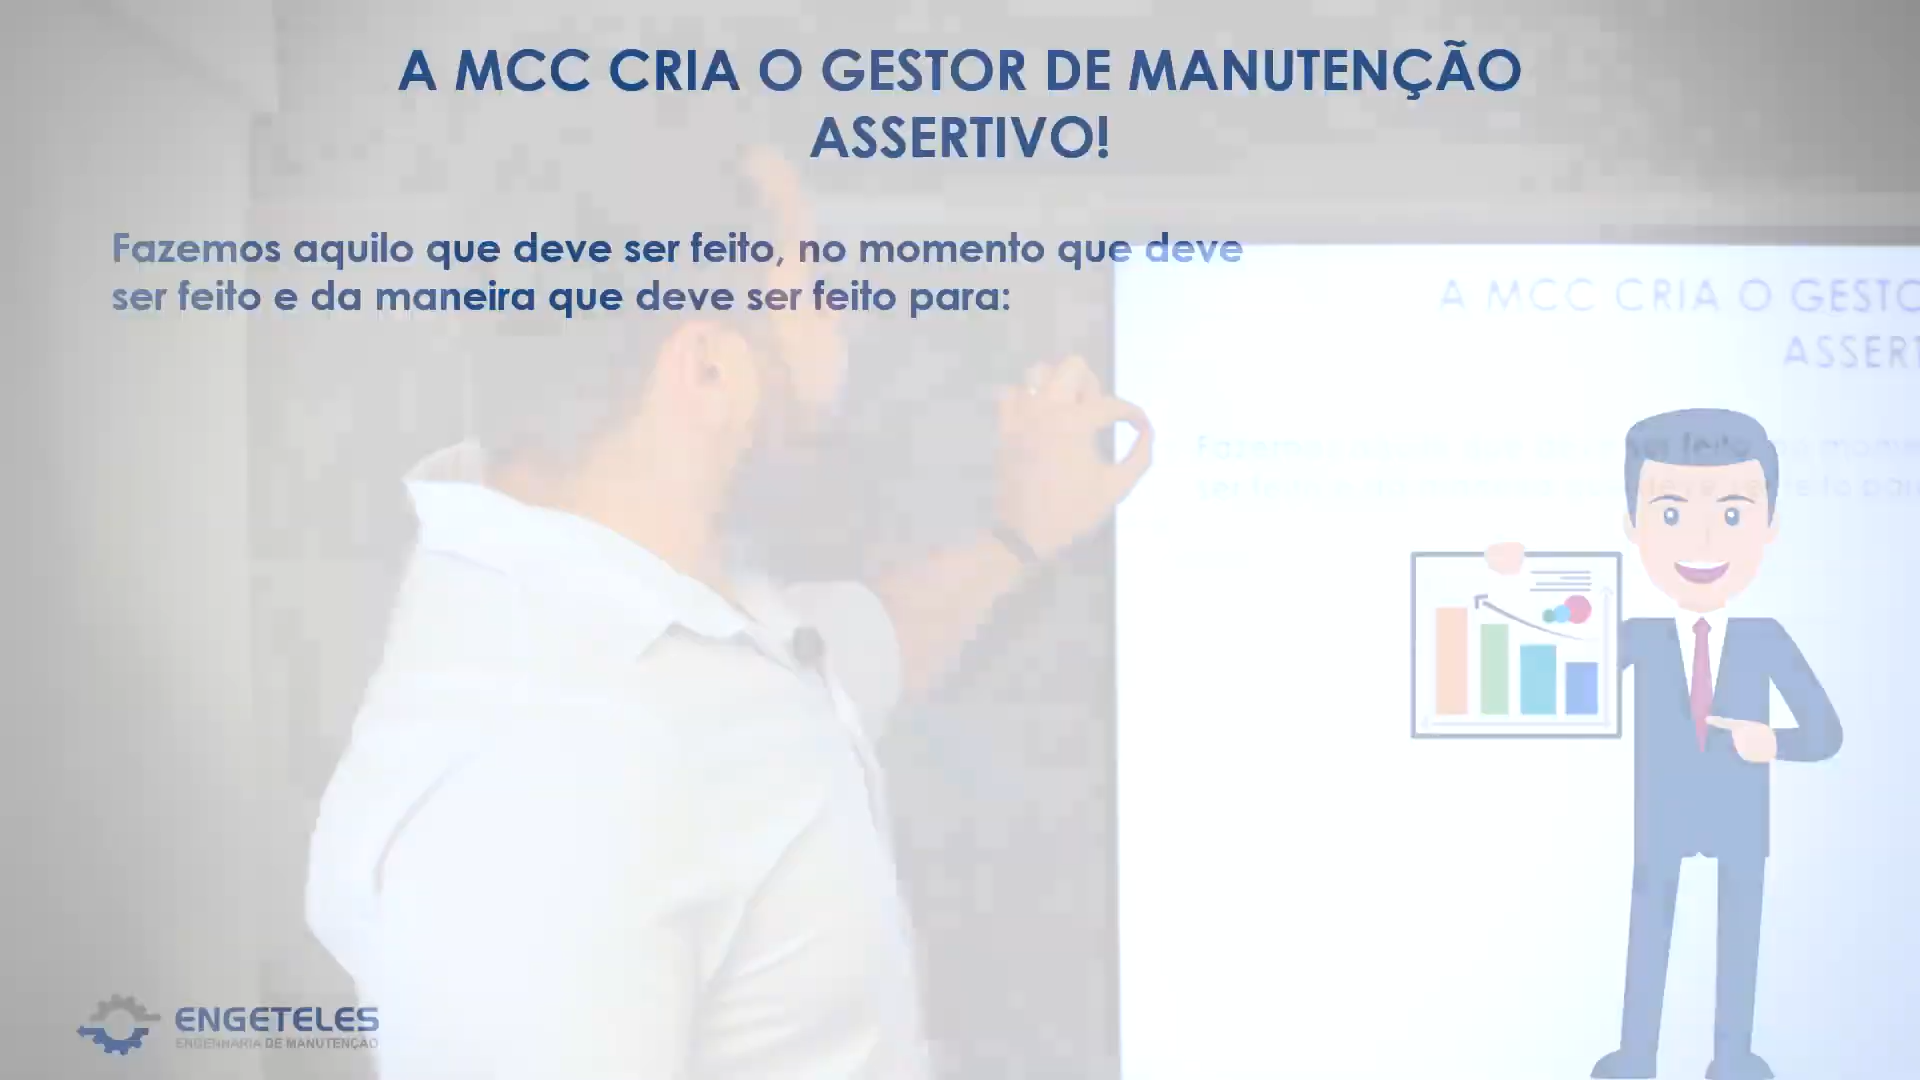 A MCC CRIA O GESTOR DE MANUTENÇÃO
ASSERTIVO!
Fazemos aquilo que deve ser feito, no momento que deve
ser feito e da maneira que deve ser feito para:
A MCC CRIA O GESTO
ASSERT
ENGETELES
ENGENHARIA DE MANUTENÇÃO